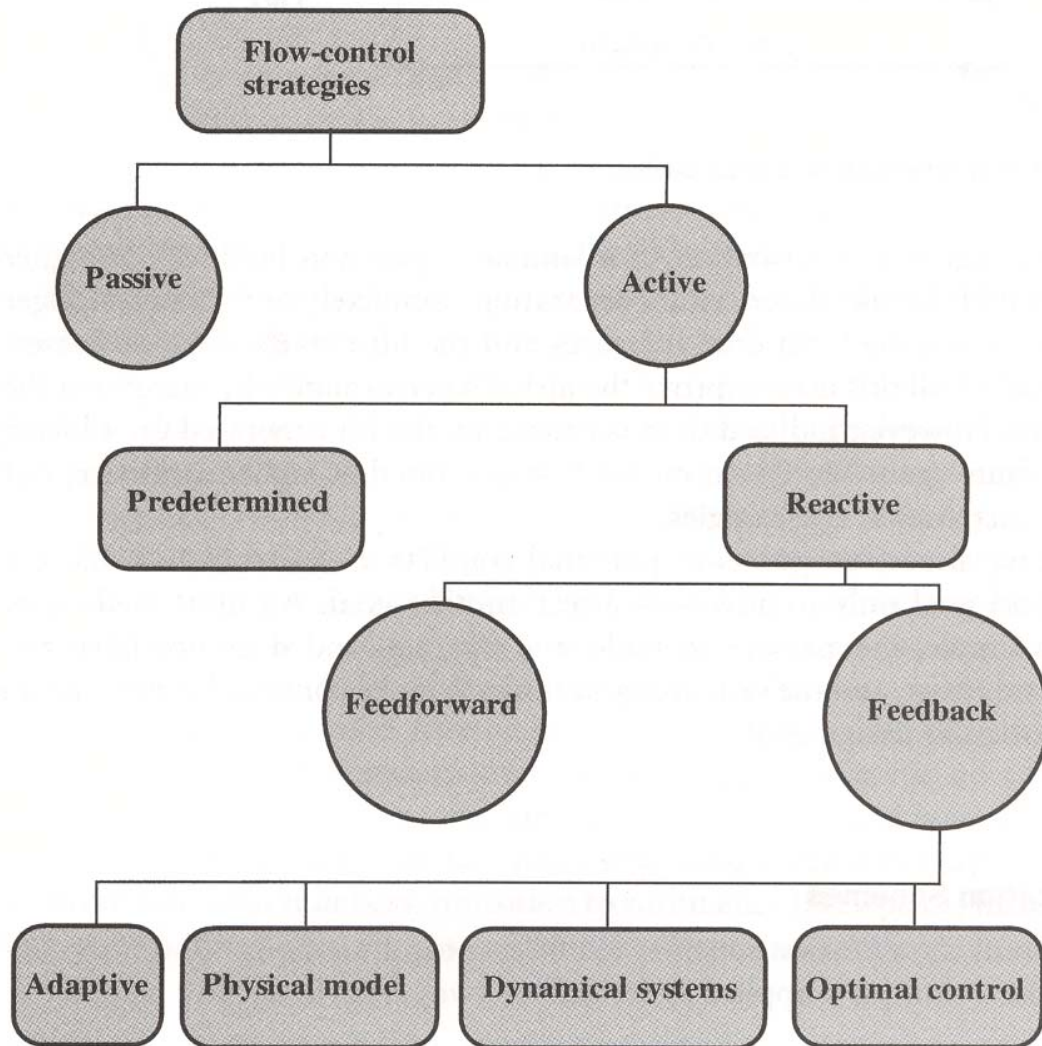 Flow-control
strategies
Passive
Active
Predetermined
Reactive
Feedforward
Feedback
Adaptive
Physical model
Dynamical systems
Optimal control